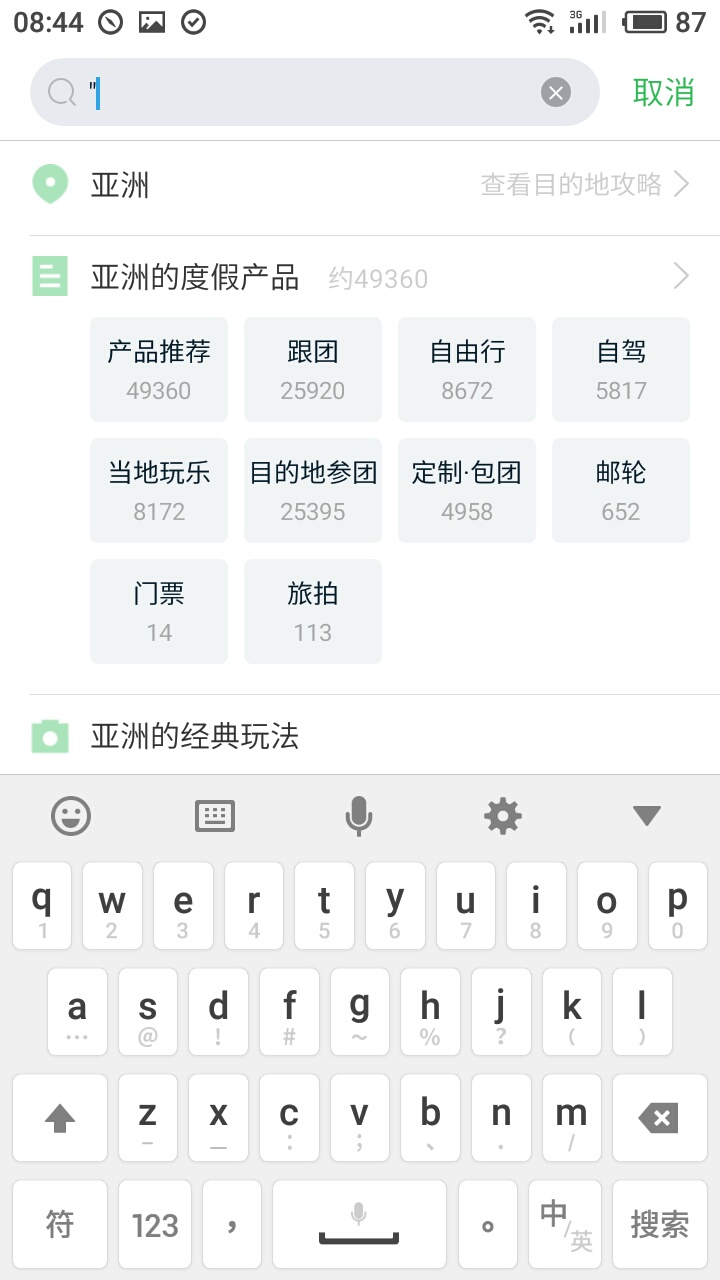 08:44 3G 87
" 取消
亚洲 查看目的地攻略
亚洲的度假产品 约49360
产品推荐 跟团 自由行 自驾
49360 25920 8672 5817
当地玩乐 目的地参团 定制·包团 邮轮
8172 25395 4958 652
门票 旅拍
14 113
亚洲的经典玩法
q w e r t y u i o p
1 2 3 4 5 6 7 8 9 0
a s d f g h j k l
… @ ! # ~ % ? ( )
z x c v b n m
– — : ; 、 . /
符 123 ， 。 中/英 搜索